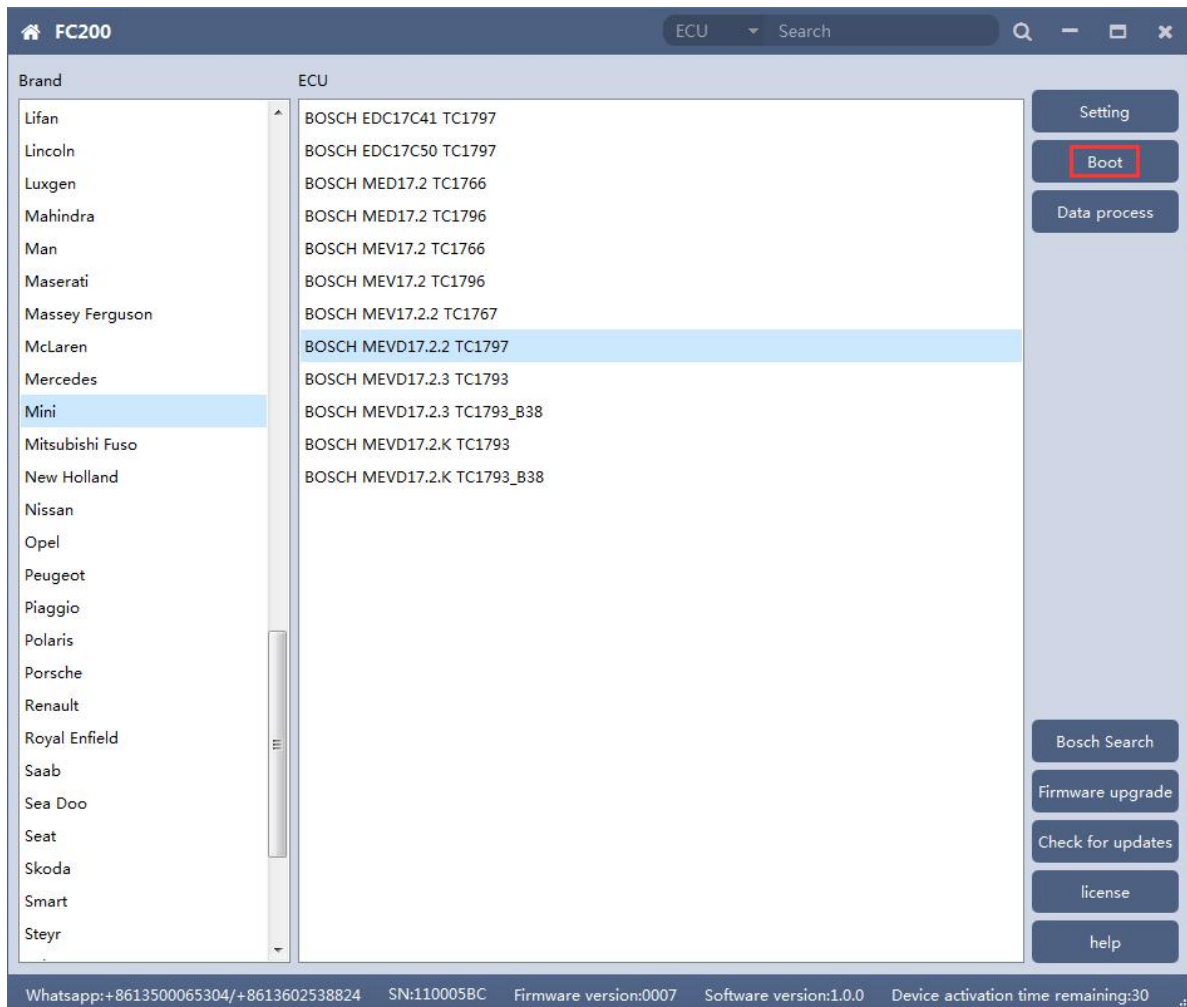 FC200
ECU Search
Brand
ECU
Lifan
Lincoln
Luxgen
Mahindra
Man
Maserati
Massey Ferguson
McLaren
Mercedes
Mini
Mitsubishi Fuso
New Holland
Nissan
Opel
Peugeot
Piaggio
Polaris
Porsche
Renault
Royal Enfield
Saab
Sea Doo
Seat
Skoda
Smart
Steyr
BOSCH EDC17C41 TC1797
BOSCH EDC17C50 TC1797
BOSCH MED17.2 TC1766
BOSCH MED17.2 TC1796
BOSCH MEV17.2 TC1766
BOSCH MEV17.2 TC1796
BOSCH MEV17.2.2 TC1767
BOSCH MEVD17.2.2 TC1797
BOSCH MEVD17.2.3 TC1793
BOSCH MEVD17.2.3 TC1793_B38
BOSCH MEVD17.2.K TC1793
BOSCH MEVD17.2.K TC1793_B38
Setting
Boot
Data process
Bosch Search
Firmware upgrade
Check for updates
license
help
Whatsapp:+8613500065304/+8613602538824 SN:110005BC Firmware version:0007 Software version:1.0.0 Device activation time remaining:30